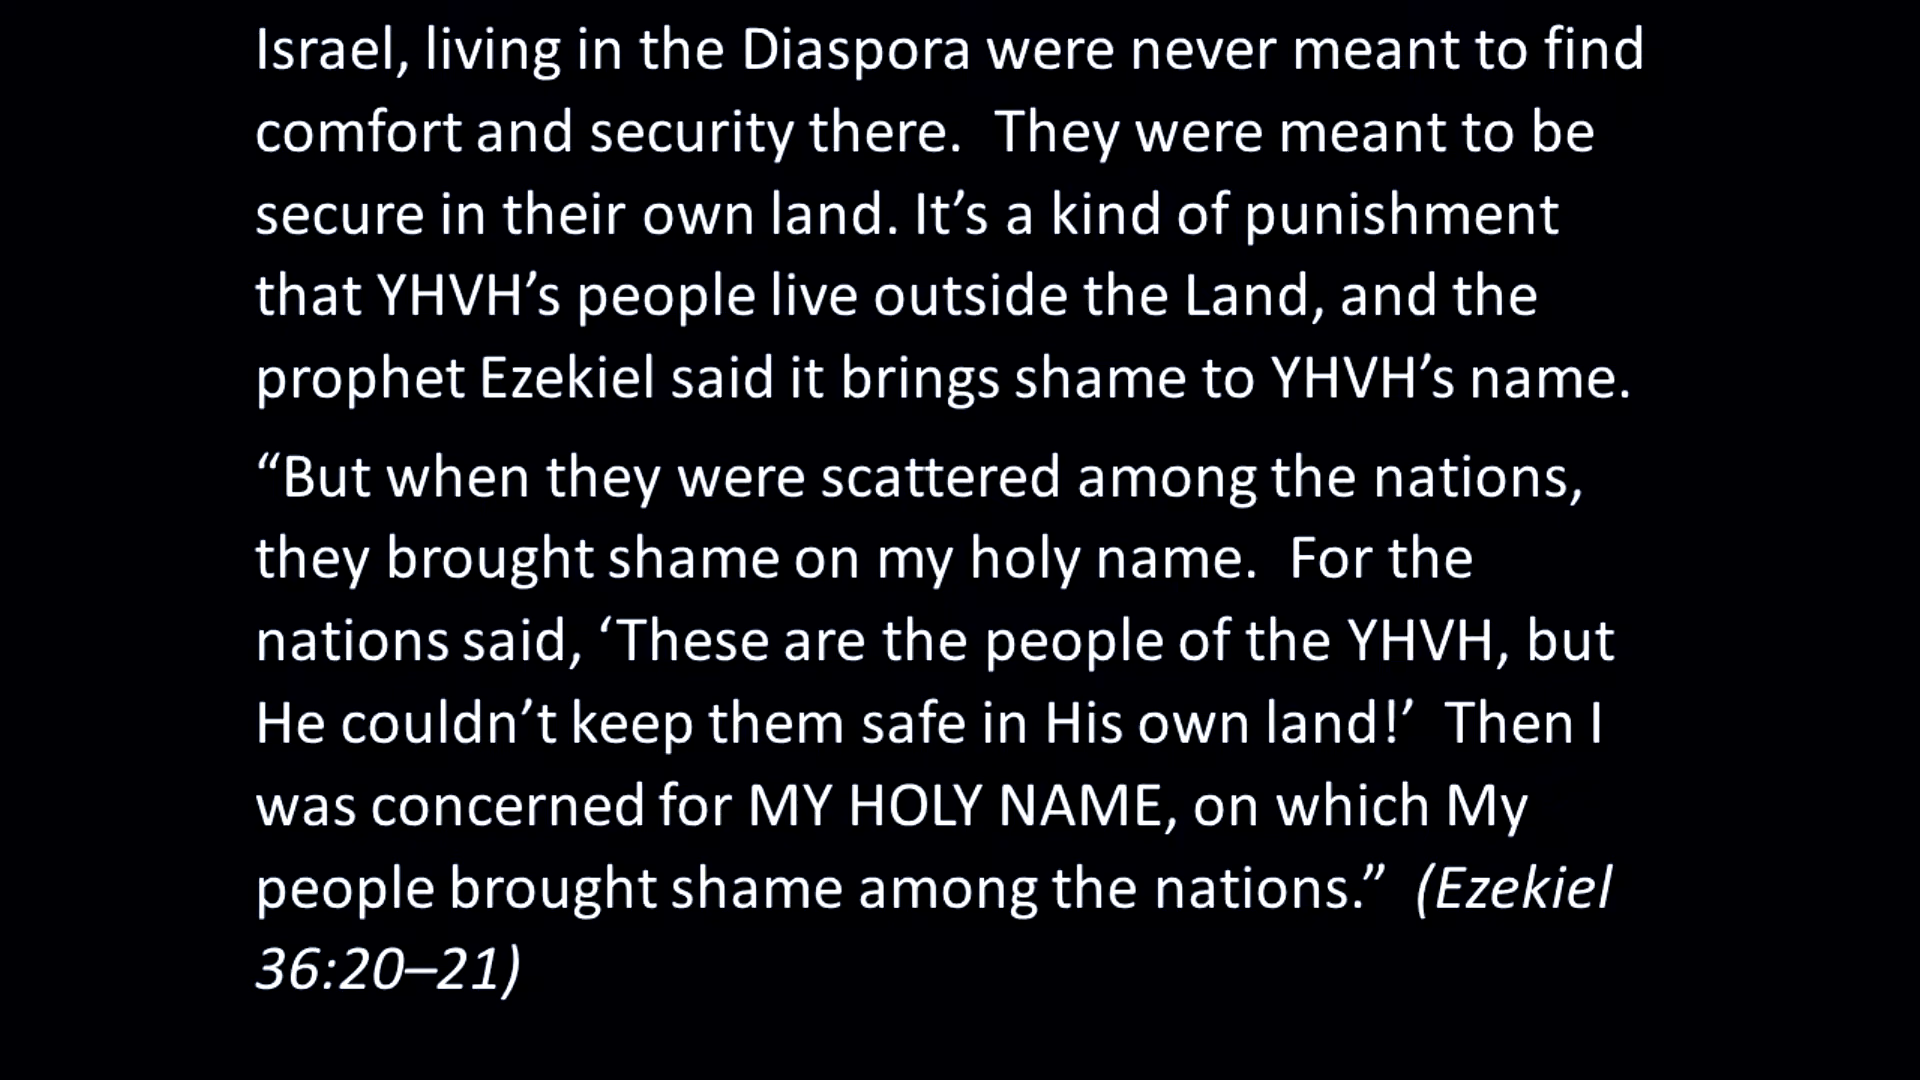 Israel, living in the Diaspora were never meant to find
comfort and security there.  They were meant to be
secure in their own land. It’s a kind of punishment
that YHVH’s people live outside the Land, and the
prophet Ezekiel said it brings shame to YHVH’s name.
“But when they were scattered among the nations,
they brought shame on my holy name.  For the
nations said, ‘These are the people of the YHVH, but
He couldn’t keep them safe in His own land!’  Then I
was concerned for MY HOLY NAME, on which My
people brought shame among the nations.”  (Ezekiel
36:20–21)